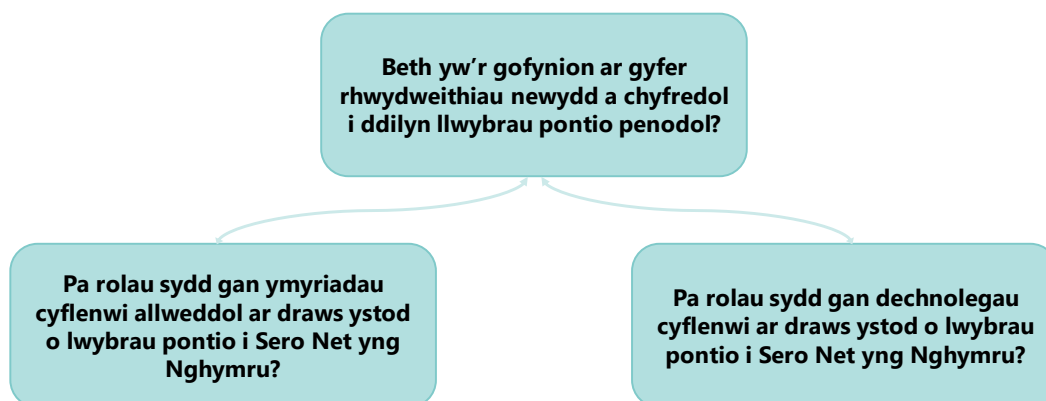 Beth yw’r gofynion ar gyfer
rhwydweithiau newydd a chyfredol
i ddilyn llwybrau pontio penodol?
Pa rolau sydd gan ymyriadau
cyflenwi allweddol ar draws ystod
o lwybrau pontio i Sero Net yng
Nghymru?
Pa rolau sydd gan dechnolegau
cyflenwi ar draws ystod o lwybrau
pontio i Sero Net yng Nghymru?